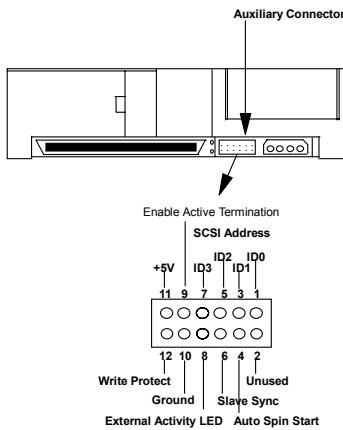 Auxiliary Connector
Enable Active Termination
SCSI Address
ID2 ID0
+5V ID3 ID1
11 9 7 5 3 1
12 10 8 6 4 2
Write Protect Unused
Ground Slave Sync
External Activity LED Auto Spin Start